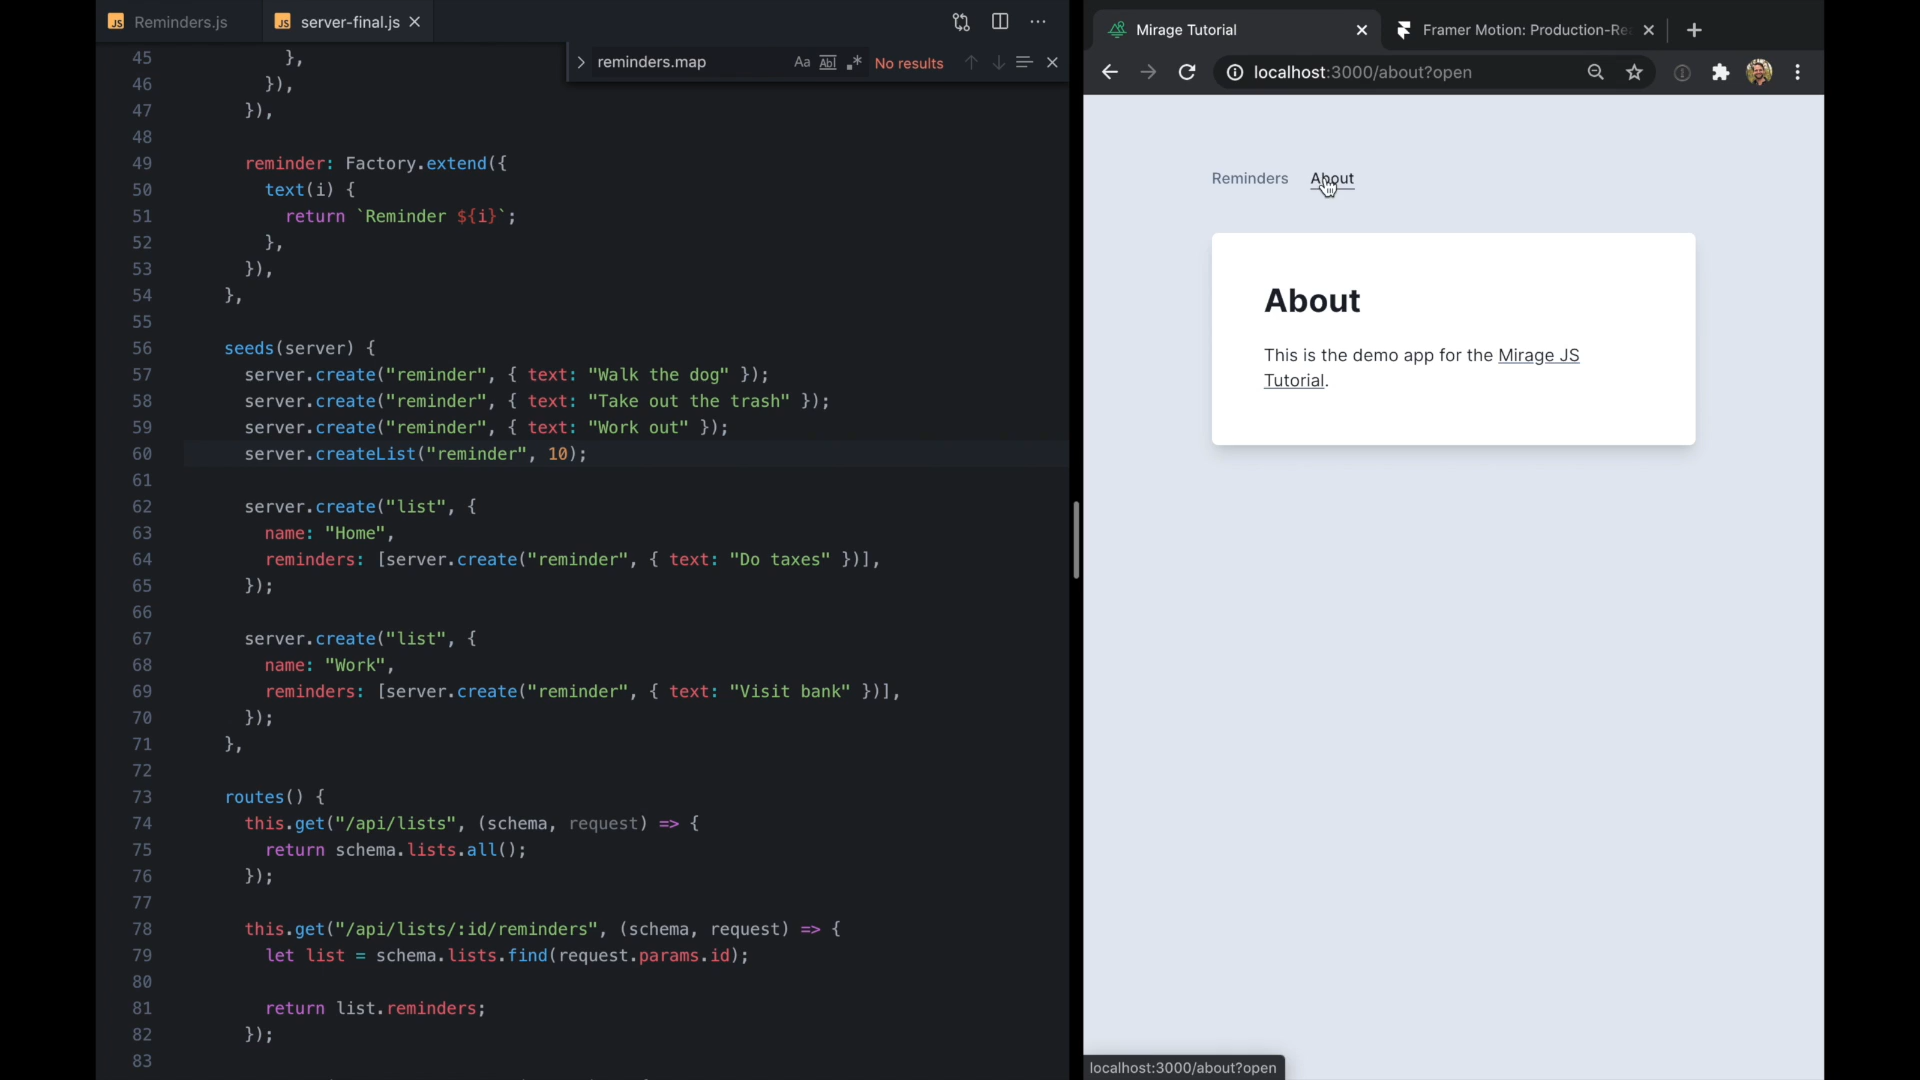 Reminders.js
server-final.js
reminders.map
Aa
Abl
No results
45 },
46 }),
47 }),
48
49 reminder: Factory.extend({
50 text(i) {
51 return `Reminder ${i}`;
52 },
53 }),
54 },
55
56 seeds(server) {
57 server.create("reminder", { text: "Walk the dog" });
58 server.create("reminder", { text: "Take out the trash" });
59 server.create("reminder", { text: "Work out" });
60 server.createList("reminder", 10);
61
62 server.create("list", {
63 name: "Home",
64 reminders: [server.create("reminder", { text: "Do taxes" })],
65 });
66
67 server.create("list", {
68 name: "Work",
69 reminders: [server.create("reminder", { text: "Visit bank" })],
70 });
71 },
72
73 routes() {
74 this.get("/api/lists", (schema, request) => {
75 return schema.lists.all();
76 });
77
78 this.get("/api/lists/:id/reminders", (schema, request) => {
79 let list = schema.lists.find(request.params.id);
80
81 return list.reminders;
82 });
83
Mirage Tutorial
Framer Motion: Production-Re
localhost:3000/about?open
Reminders About
About
This is the demo app for the Mirage JS
Tutorial.
localhost:3000/about?open